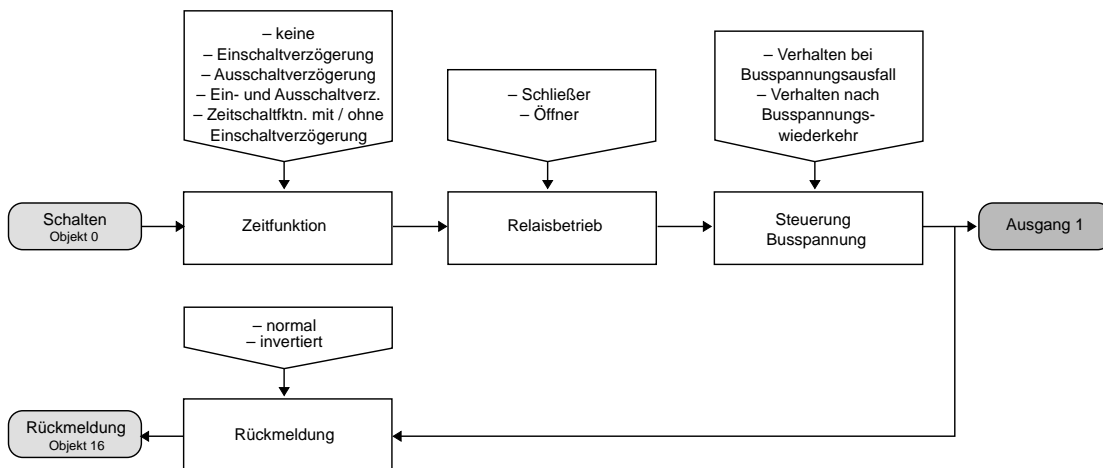 – keine
– Einschaltverzögerung
– Ausschaltverzögerung
– Ein- und Ausschaltverz.
– Zeitschaltfktn. mit / ohne
Einschaltverzögerung
– Schließer
– Öffner
– Verhalten bei
Busspannungsausfall
– Verhalten nach
Busspannungs-
wiederkehr
Schalten
Objekt 0
Zeitfunktion
Relaisbetrieb
Steuerung
Busspannung
Ausgang 1
– normal
– invertiert
Rückmeldung
Objekt 16
Rückmeldung